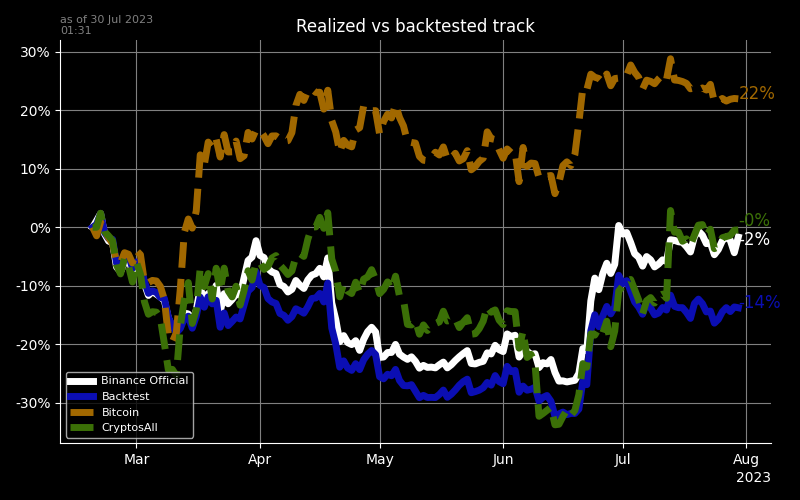 as of 30 Jul 2023
01:31
Realized vs backtested track
30%
20%
10%
0%
-10%
-20%
-30%
22%
-0%
-2%
-14%
Binance Official
Backtest
Bitcoin
CryptosAll
Mar Apr May Jun Jul Aug
2023